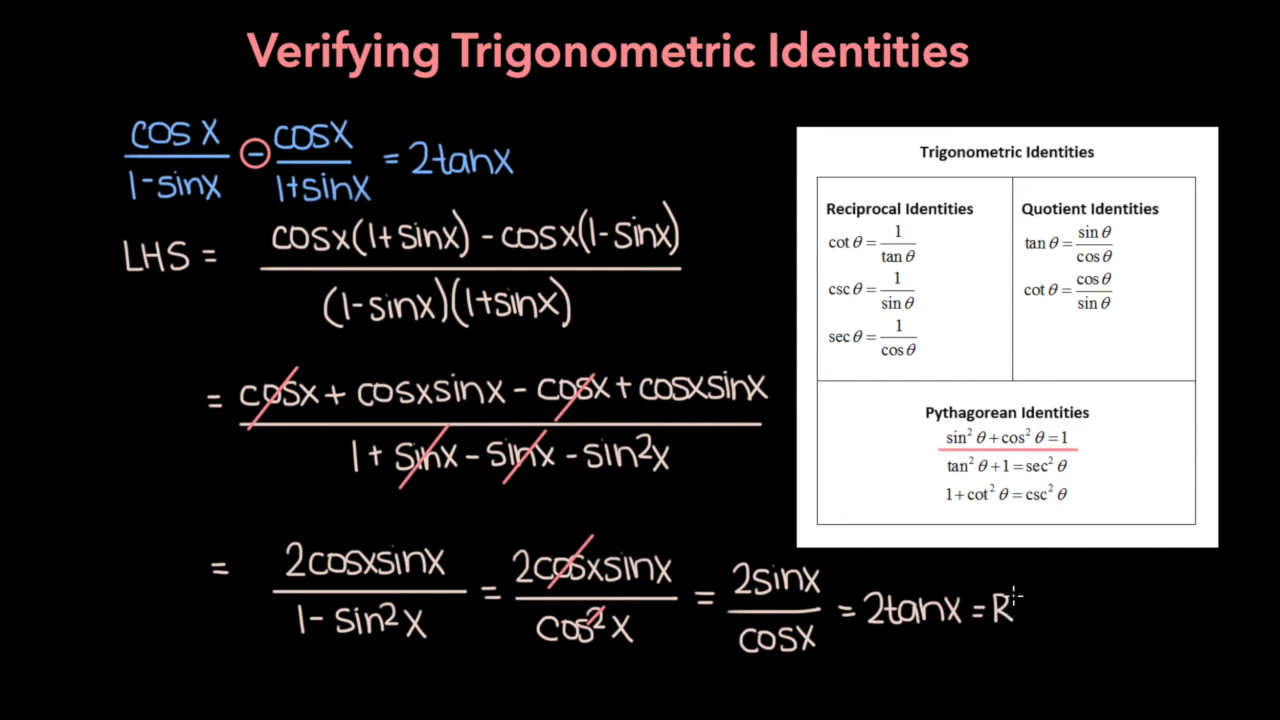 Verifying Trigonometric Identities
cos x / 1-sinx - cosx / 1+sinx = 2tanx
LHS = cosx(1+sinx) - cosx(1-sinx) / (1-sinx)(1+sinx)
= cosx + cosxsinx - cosx + cosxsinx / 1 + sinx - sinx - sin²x
= 2cosxsinx / 1 - sin²x = 2cosxsinx / cos²x = 2sinx / cosx = 2tanx = R
Trigonometric Identities
Reciprocal Identities
cot θ = 1 / tan θ
csc θ = 1 / sin θ
sec θ = 1 / cos θ
Quotient Identities
tan θ = sin θ / cos θ
cot θ = cos θ / sin θ
Pythagorean Identities
sin² θ + cos² θ = 1
tan² θ + 1 = sec² θ
1 + cot² θ = csc² θ